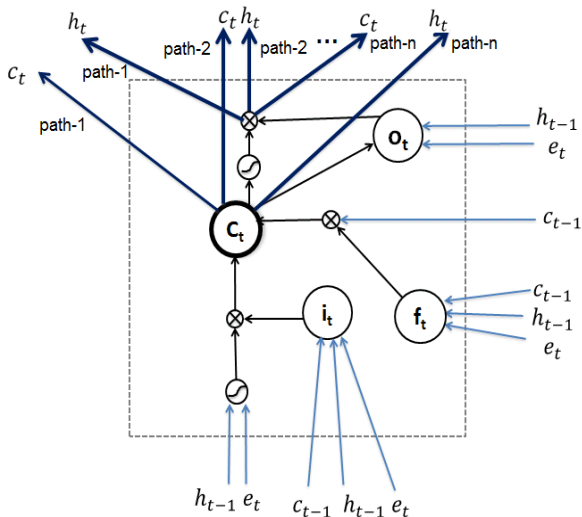 h_t c_t h_t ... c_t h_t
c_t path-1 path-2 path-2 path-n path-n
path-1
o_t h_{t-1}
e_t
C_t c_{t-1}
i_t f_t c_{t-1}
h_{t-1}
e_t
h_{t-1} e_t c_{t-1} h_{t-1} e_t